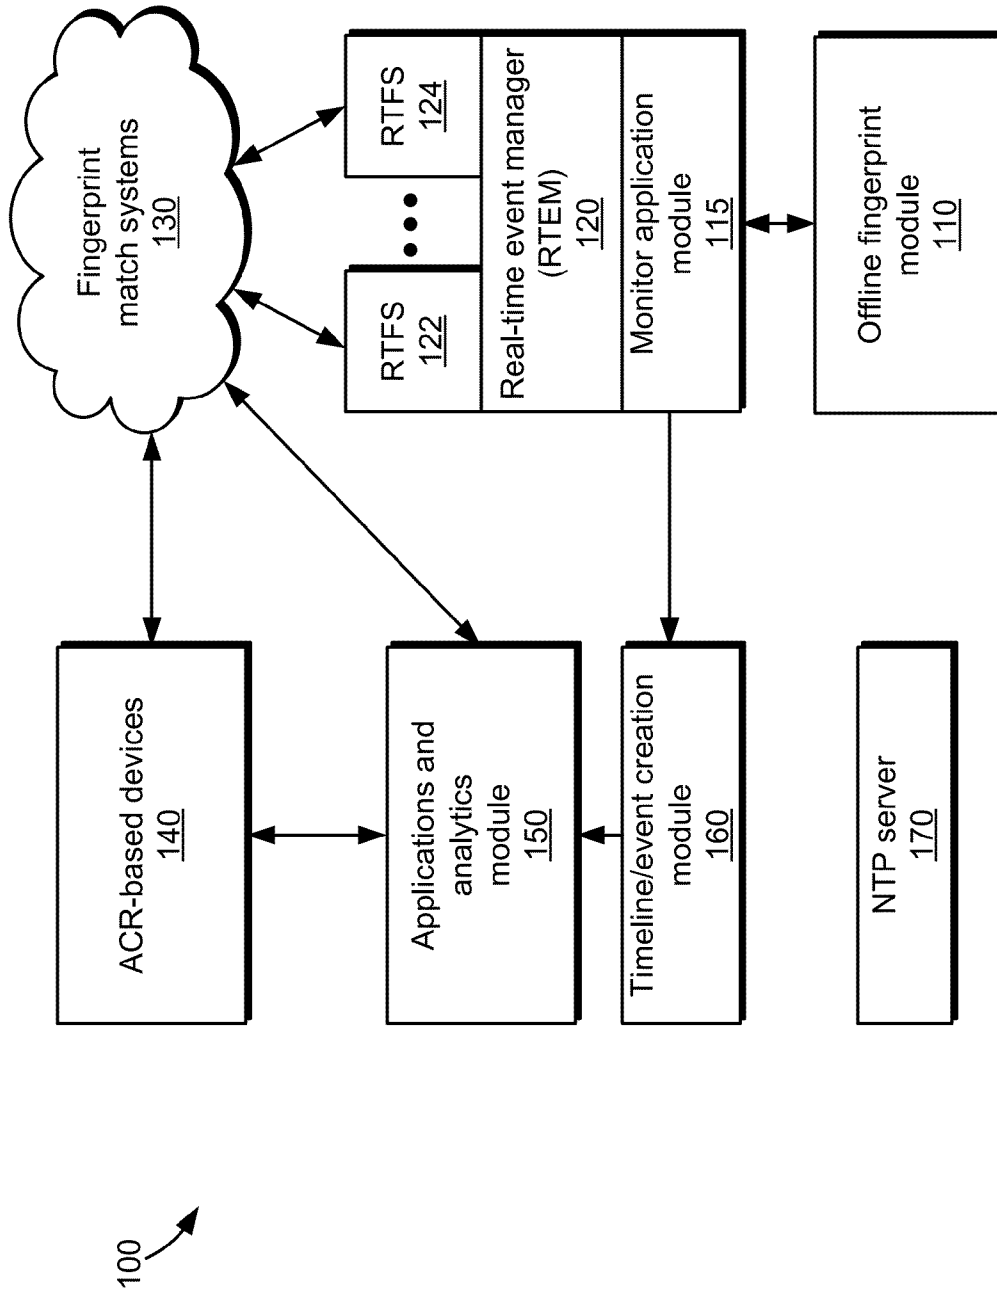 100
ACR-based devices
140
Fingerprint
match systems
130
Applications and
analytics
module
150
RTFS
122
RTFS
124
Real-time event manager
(RTEM)
120
Timeline/event creation
module
160
Monitor application
module
115
NTP server
170
Offline fingerprint
module
110